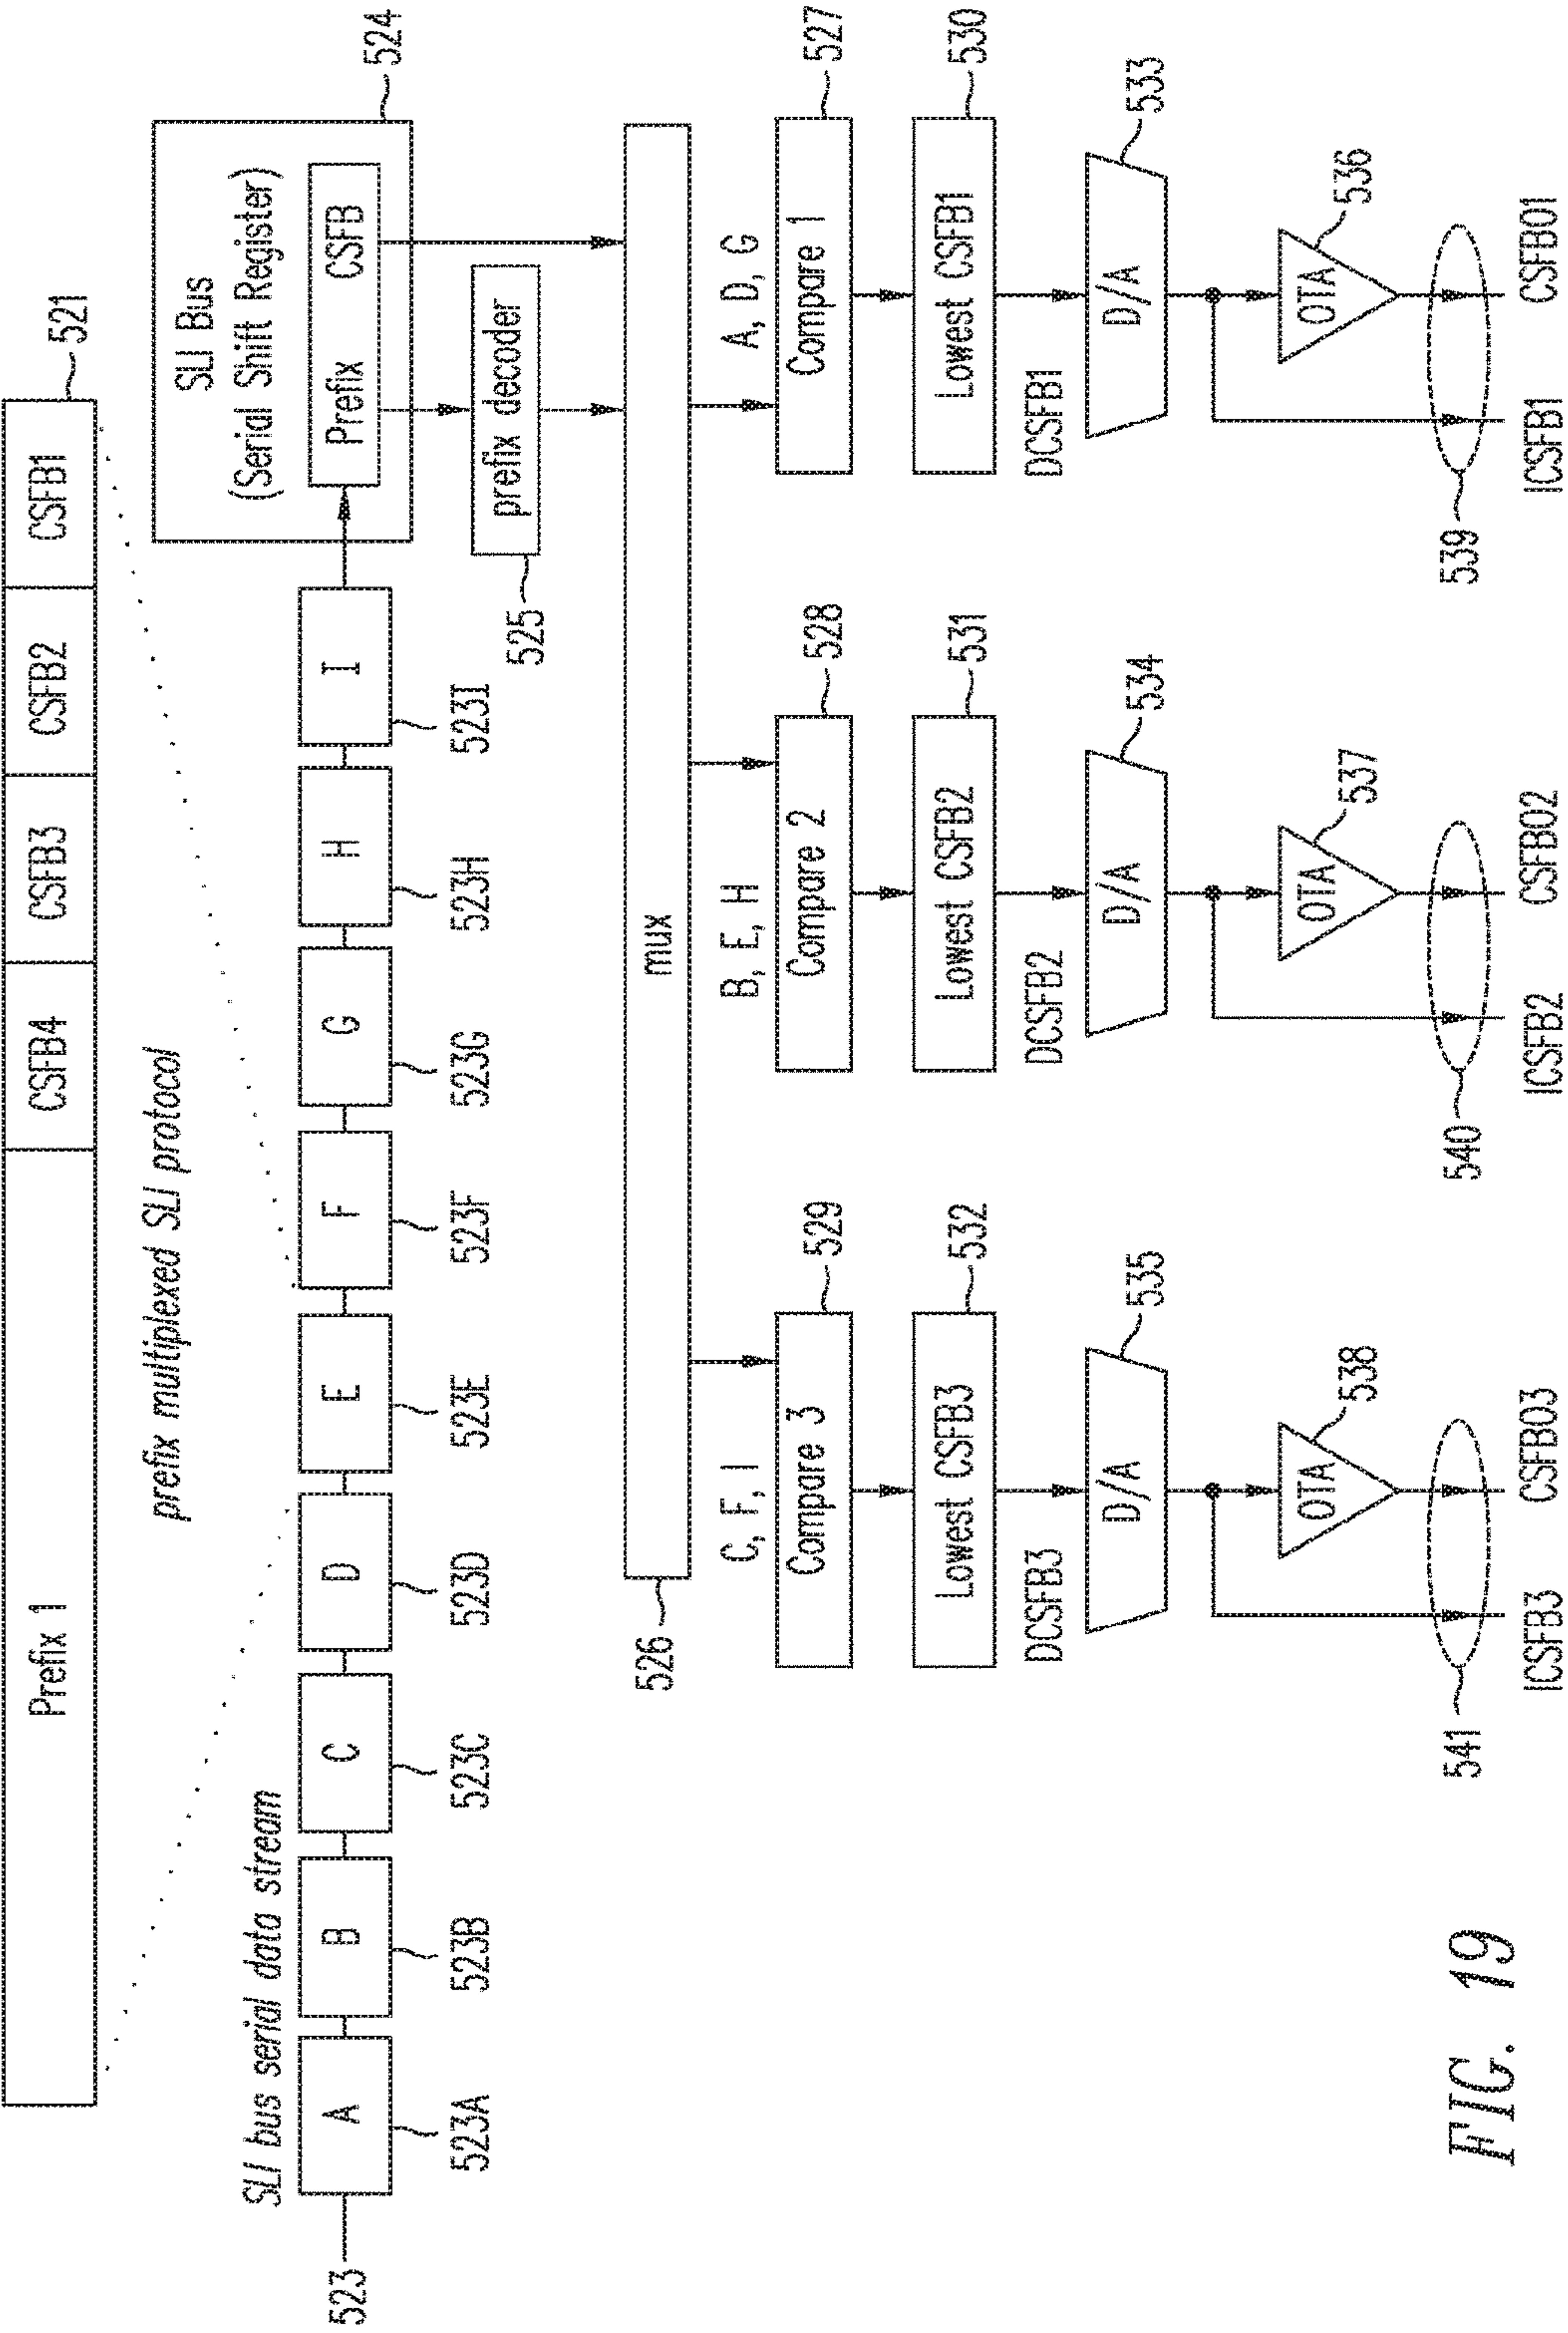 Prefix 1 CSFB4 CSFB3 CSFB2 CSFB1
521
prefix multiplexed SLI protocol
SLI bus serial data stream
SLI Bus
(Serial Shift Register)
Prefix CSFB
524
523
A B C D E F G H I
523A 523B 523C 523D 523E 523F 523G 523H 523I
prefix decoder
525
mux
526
C, F, I B, E, H A, D, G
Compare 3 Compare 2 Compare 1
529 528 527
Lowest CSFB3 Lowest CSFB2 Lowest CSFB1
532 531 530
DCSFB3 DCSFB2 DCSFB1
D/A D/A D/A
535 534 533
OTA OTA OTA
538 537 536
541 540 539
ICSFB3 CSFBO3 ICSFB2 CSFBO2 ICSFB1 CSFBO1
FIG. 19